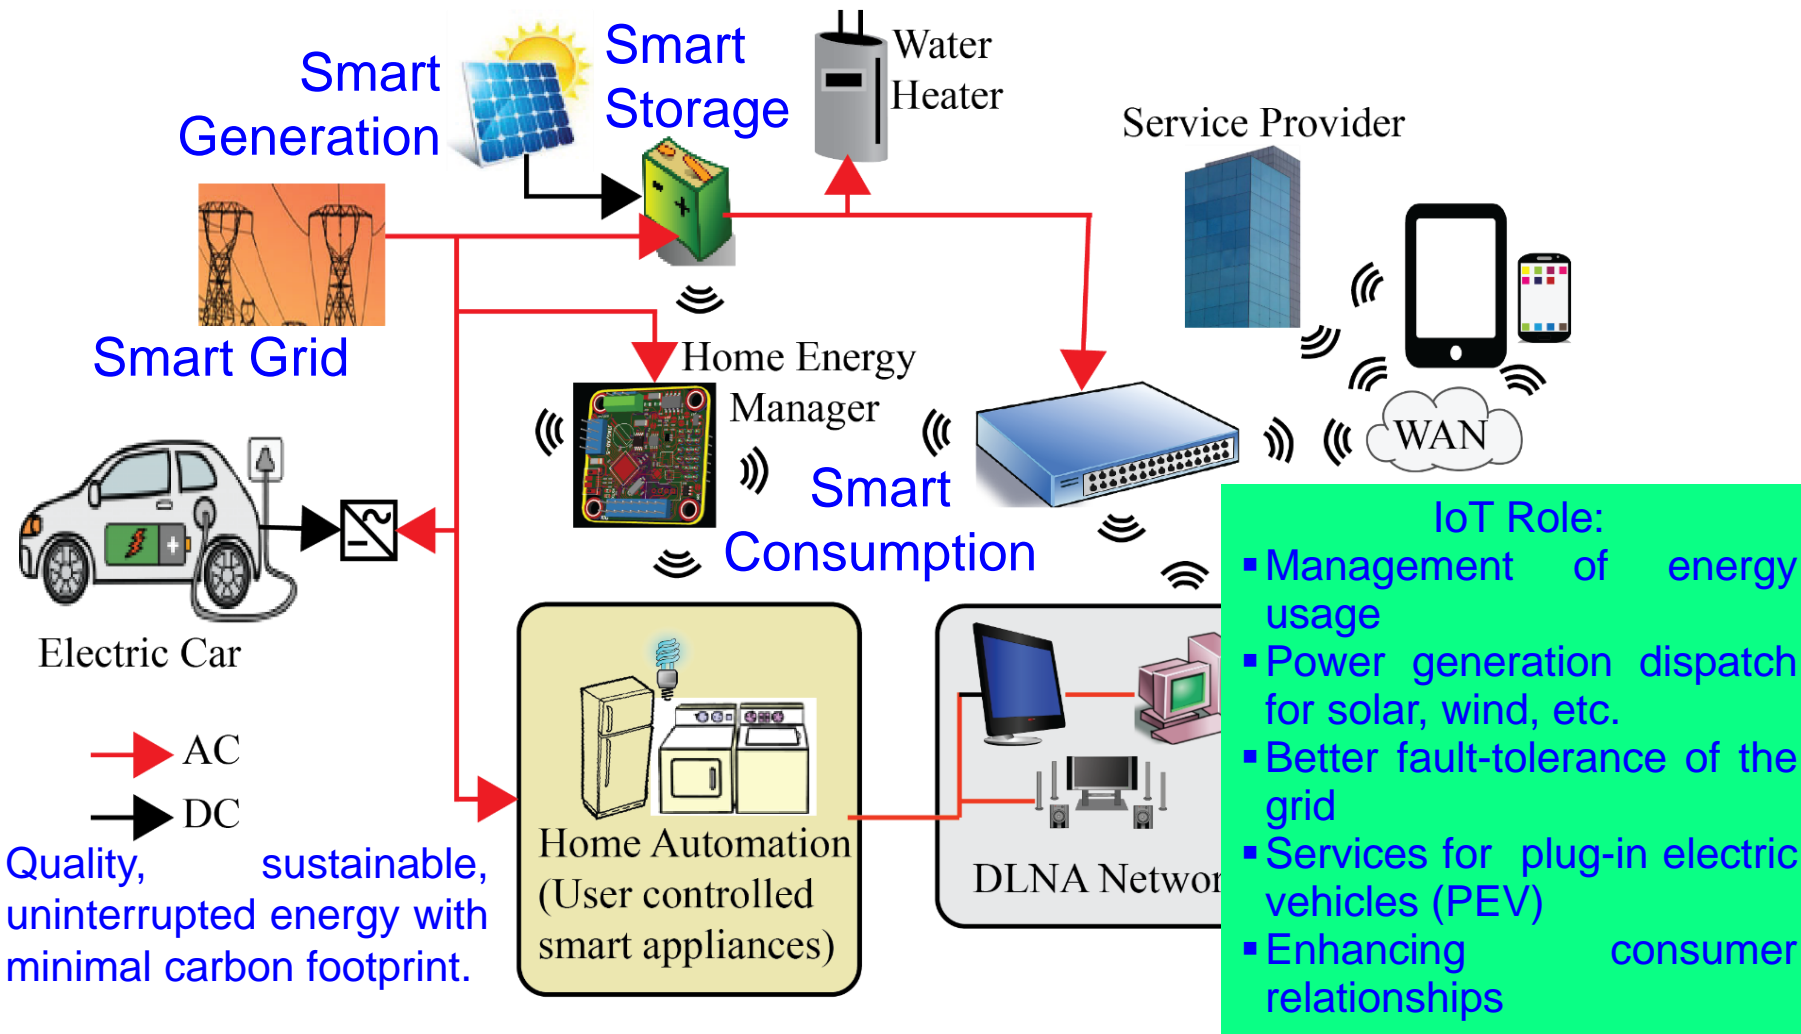 Smart
Generation
Smart
Storage
Water
Heater
Service Provider
Smart Grid
Home Energy
Manager
WAN
Smart
Consumption
Electric Car
AC
DC
Quality, sustainable,
uninterrupted energy with
minimal carbon footprint.
Home Automation
(User controlled
smart appliances)
DLNA Networ
IoT Role:
▪Management of energy
usage
▪Power generation dispatch
for solar, wind, etc.
▪Better fault-tolerance of the
grid
▪Services for plug-in electric
vehicles (PEV)
▪Enhancing consumer
relationships